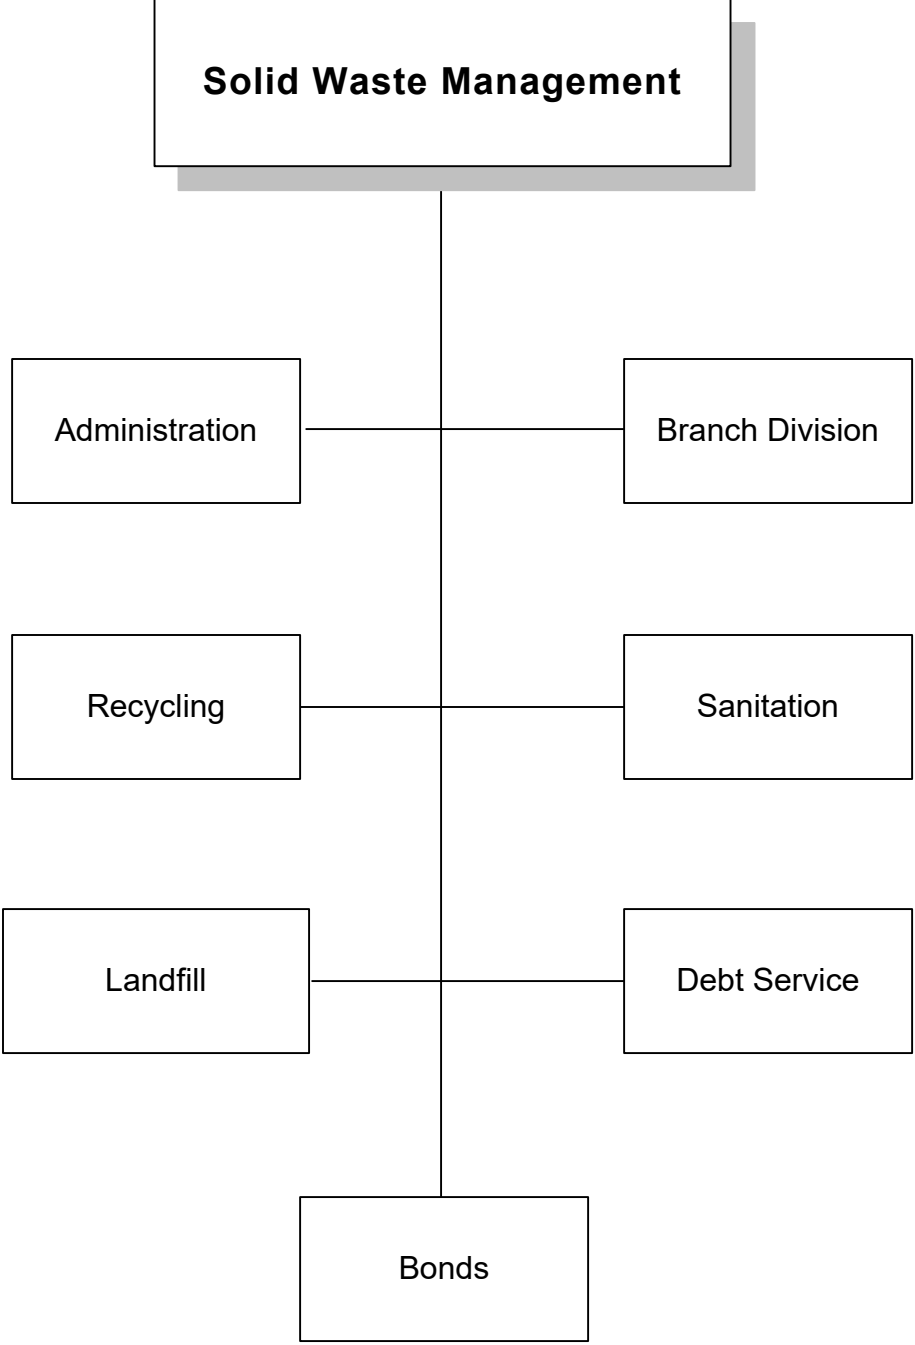 Solid Waste Management
Administration
Branch Division
Recycling
Sanitation
Landfill
Debt Service
Bonds